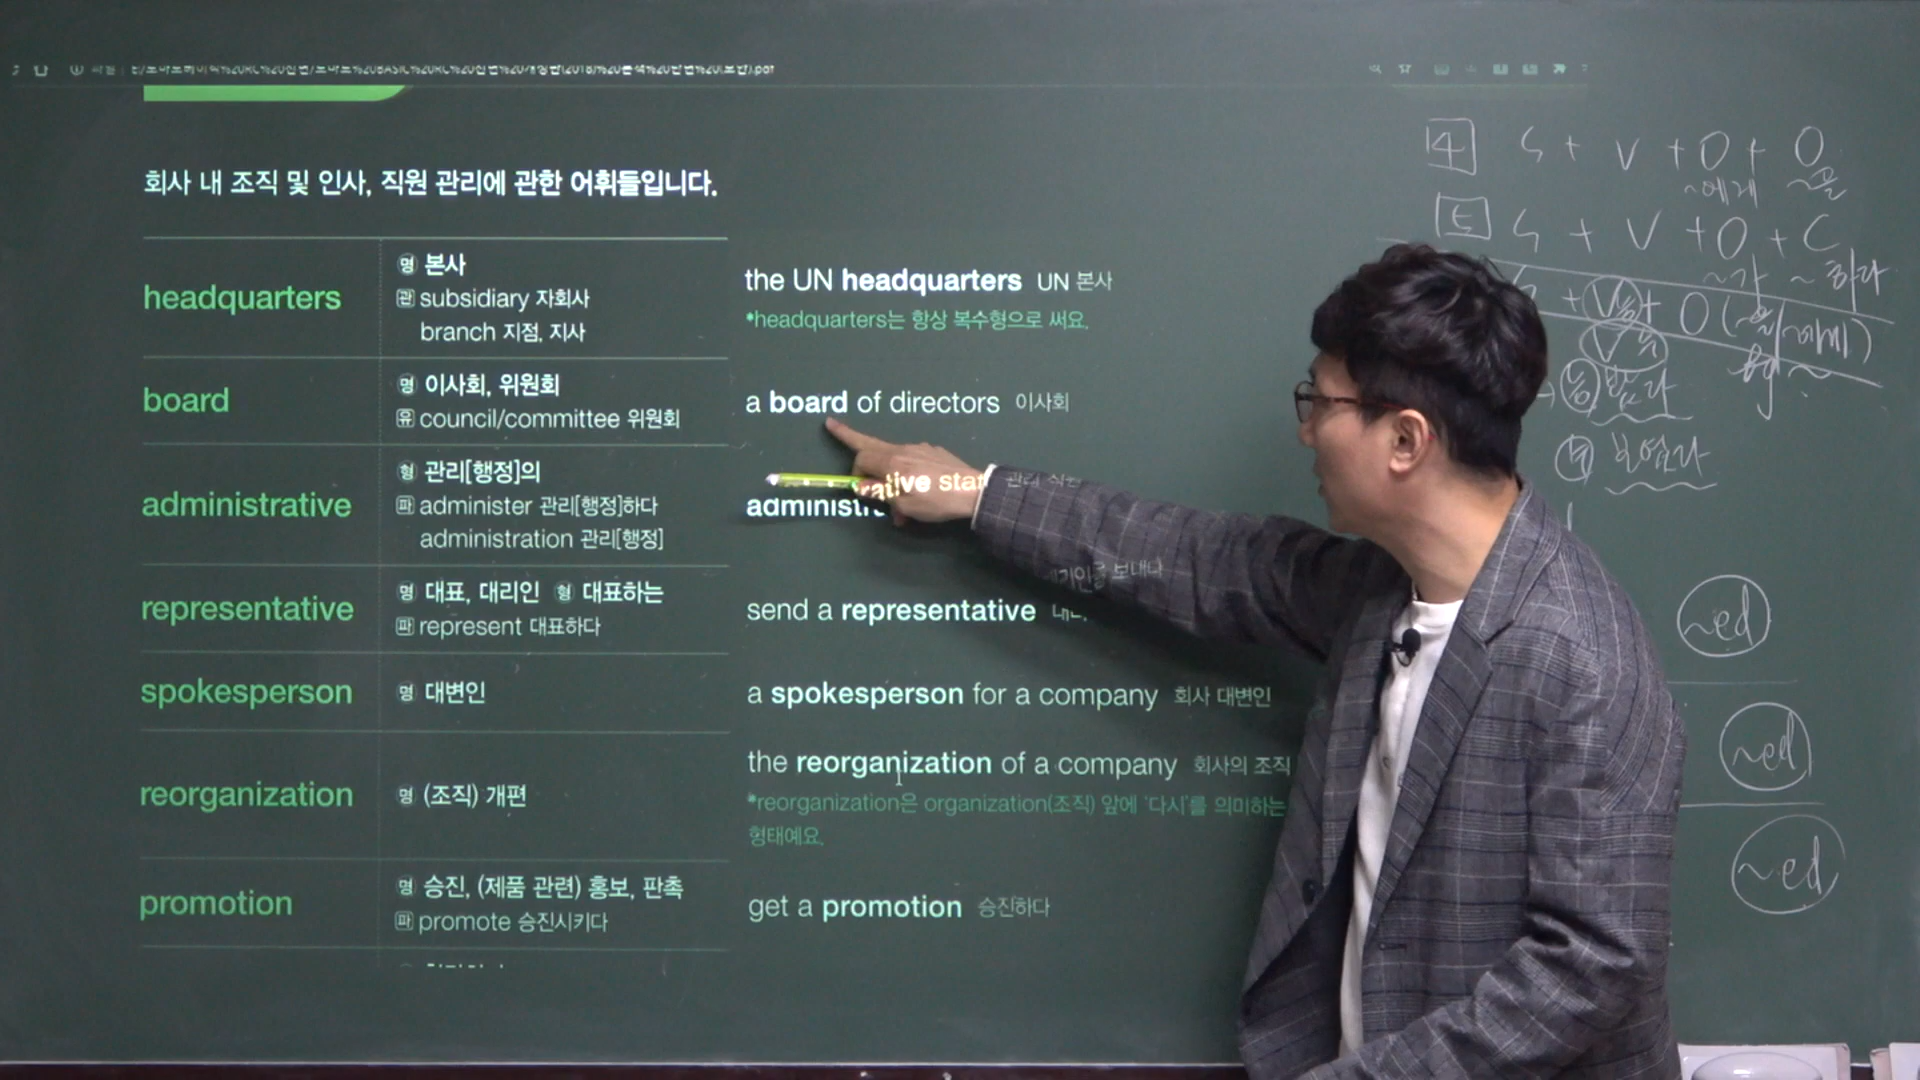 회사 내 조직 및 인사, 직원 관리에 관한 어휘들입니다.
headquarters
명 본사
관 subsidiary 자회사
branch 지점, 지사
the UN headquarters UN 본사
*headquarters는 항상 복수형으로 써요.
board
명 이사회, 위원회
유 council/committee 위원회
a board of directors 이사회
administrative
형 관리[행정]의
파 administer 관리[행정]하다
administration 관리[행정]
representative
명 대표, 대리인 형 대표하는
파 represent 대표하다
send a representative
spokesperson
명 대변인
a spokesperson for a company 회사 대변인
reorganization
명 (조직) 개편
the reorganization of a company 회사의 조직
*reorganization은 organization(조직) 앞에 '다시'를 의미하는
형태예요.
promotion
명 승진, (제품 관련) 홍보, 판촉
파 promote 승진시키다
get a promotion 승진하다
4 S + V + O + O
~에게 ~을
5 S + V + O + C
~가 ~하다
~ed
~ed
~ed